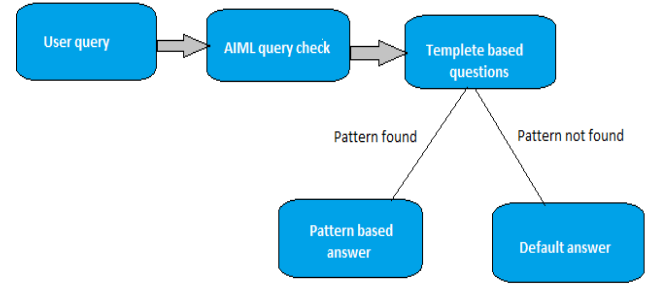 User query
AIML query check
Templete based
questions
Pattern found
Pattern not found
Pattern based
answer
Default answer